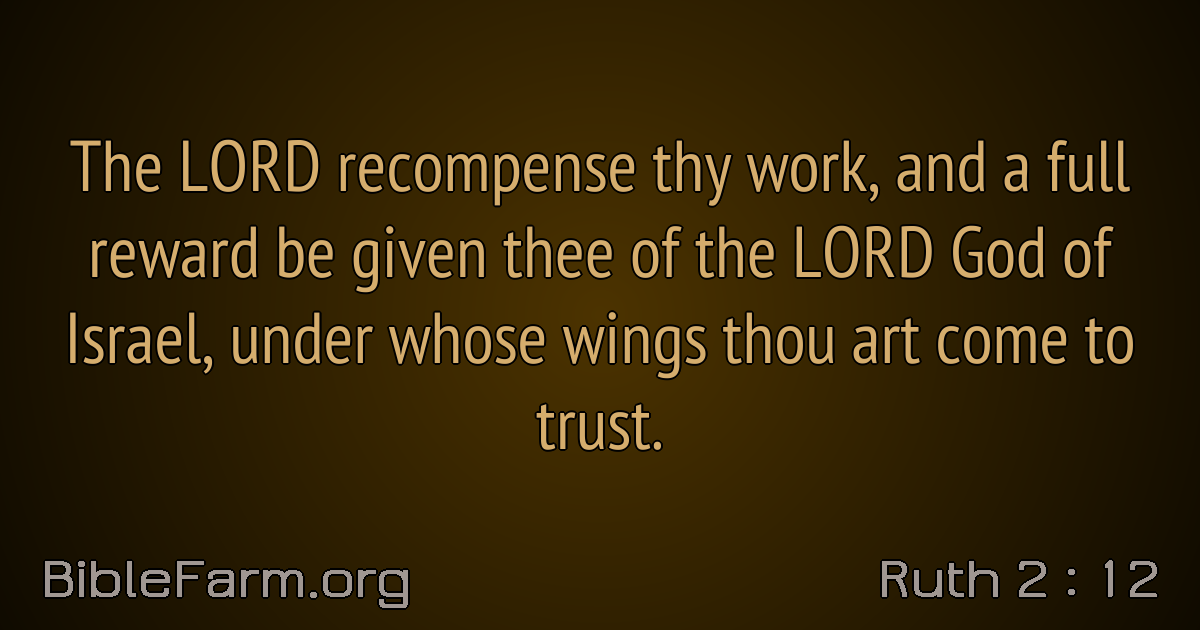 The LORD recompense thy work, and a full
reward be given thee of the LORD God of
Israel, under whose wings thou art come to
trust.
BibleFarm.org
Ruth 2 : 12